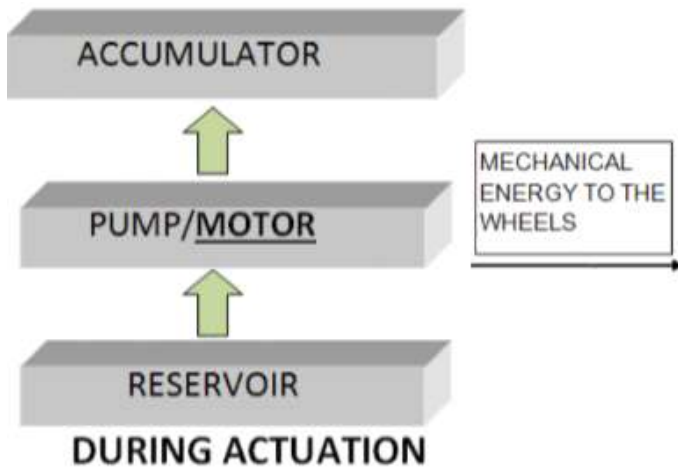 ACCUMULATOR
MECHANICAL
ENERGY TO THE
WHEELS
PUMP/MOTOR
RESERVOIR
DURING ACTUATION